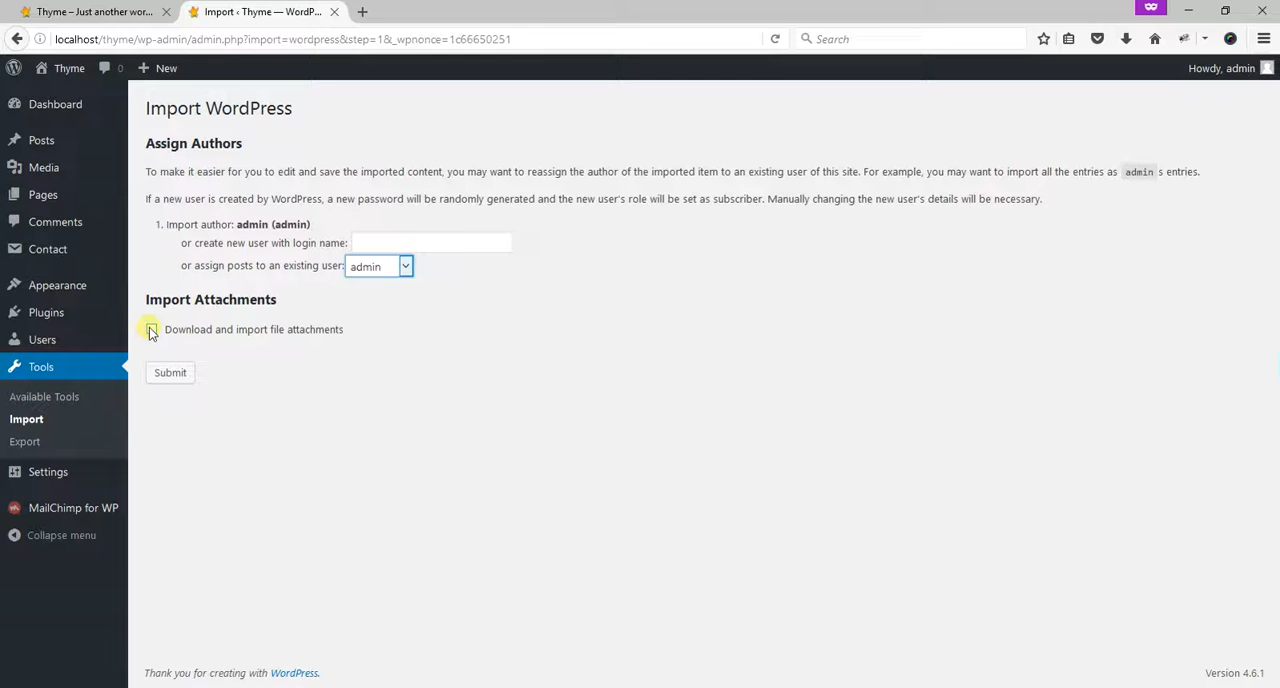 Thyme – Just another wor...
Import ‹ Thyme — WordP...
localhost/thyme/wp-admin/admin.php?import=wordpress&step=1&_wpnonce=1c66650251
Search
Thyme
0
New
Howdy, admin
Dashboard
Posts
Media
Pages
Comments
Contact
Appearance
Plugins
Users
Tools
Available Tools
Import
Export
Settings
MailChimp for WP
Collapse menu
Import WordPress
Assign Authors
To make it easier for you to edit and save the imported content, you may want to reassign the author of the imported item to an existing user of this site. For example, you may want to import all the entries as admin s entries.
If a new user is created by WordPress, a new password will be randomly generated and the new user's role will be set as subscriber. Manually changing the new user's details will be necessary.
1. Import author: admin (admin)
or create new user with login name:
or assign posts to an existing user: admin
Import Attachments
Download and import file attachments
Submit
Thank you for creating with WordPress.
Version 4.6.1